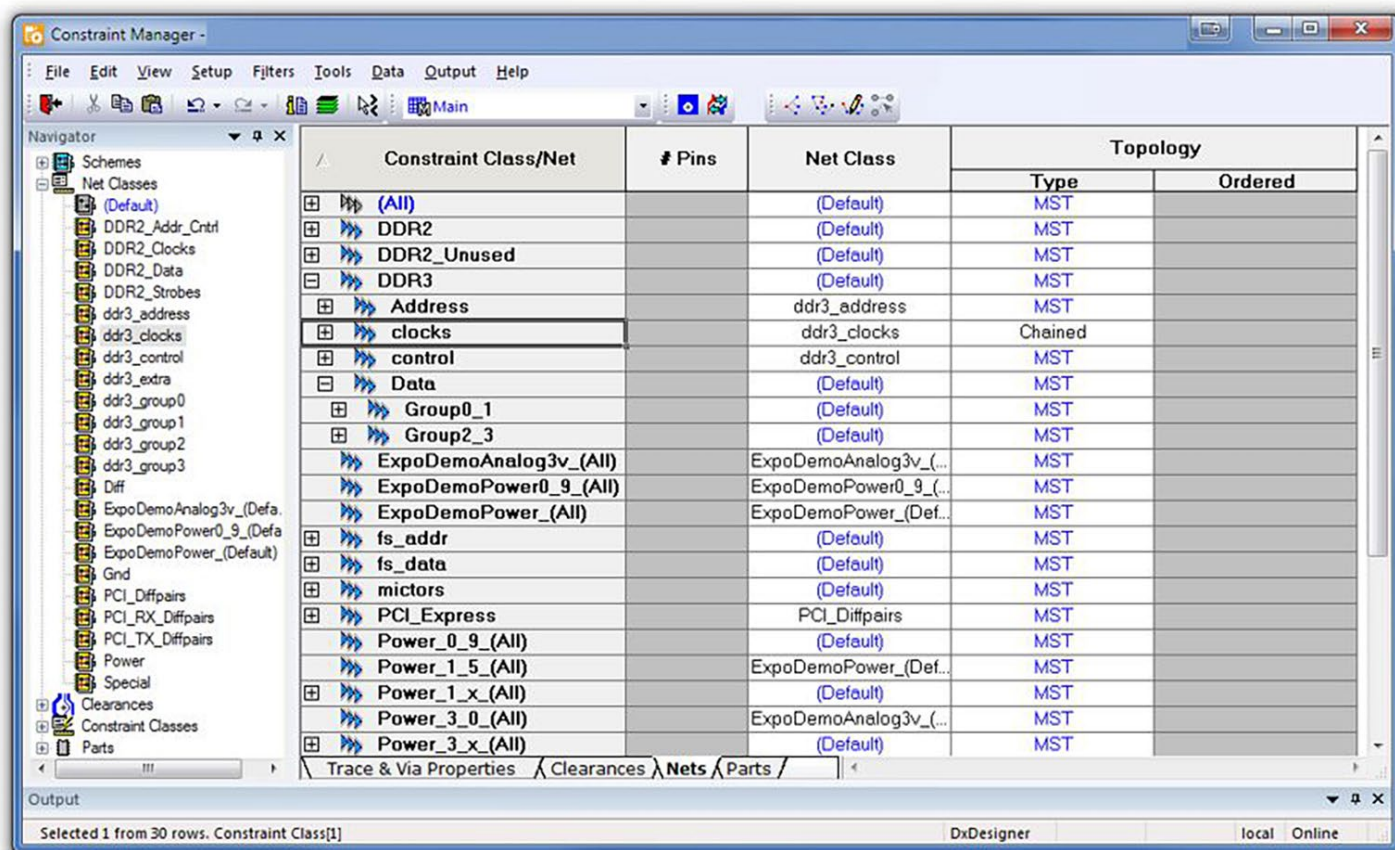 Constraint Manager -
File Edit View Setup Filters Tools Data Output Help
Main
Navigator
Schemes
Net Classes
(Default)
DDR2_Addr_Cntrl
DDR2_Clocks
DDR2_Data
DDR2_Strobes
ddr3_address
ddr3_clocks
ddr3_control
ddr3_extra
ddr3_group0
ddr3_group1
ddr3_group2
ddr3_group3
Diff
ExpoDemoAnalog3v_(Defa.
ExpoDemoPower0_9_(Defa
ExpoDemoPower_(Default)
Gnd
PCI_Diffpairs
PCI_RX_Diffpairs
PCI_TX_Diffpairs
Power
Special
Clearances
Constraint Classes
Parts
Constraint Class/Net # Pins Net Class Topology
Type Ordered
(All) (Default) MST
DDR2 (Default) MST
DDR2_Unused (Default) MST
DDR3 (Default) MST
Address ddr3_address MST
clocks ddr3_clocks Chained
control ddr3_control MST
Data (Default) MST
Group0_1 (Default) MST
Group2_3 (Default) MST
ExpoDemoAnalog3v_(All) ExpoDemoAnalog3v_(... MST
ExpoDemoPower0_9_(All) ExpoDemoPower0_9_(... MST
ExpoDemoPower_(All) ExpoDemoPower_(Def... MST
fs_addr (Default) MST
fs_data (Default) MST
mictors (Default) MST
PCI_Express PCI_Diffpairs MST
Power_0_9_(All) (Default) MST
Power_1_5_(All) ExpoDemoPower_(Def... MST
Power_1_x_(All) (Default) MST
Power_3_0_(All) ExpoDemoAnalog3v_(... MST
Power_3_x_(All) (Default) MST
Trace & Via Properties Clearances Nets Parts
Output
Selected 1 from 30 rows. Constraint Class[1] DxDesigner local Online